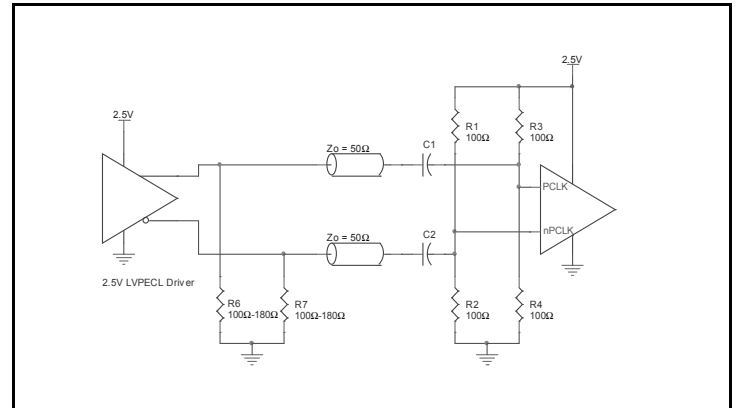 2.5V
2.5V
R1
100Ω
R3
100Ω
Zo = 50Ω
C1
PCLK
nPCLK
Zo = 50Ω
C2
2.5V LVPECL Driver
R6
100Ω-180Ω
R7
100Ω-180Ω
R2
100Ω
R4
100Ω